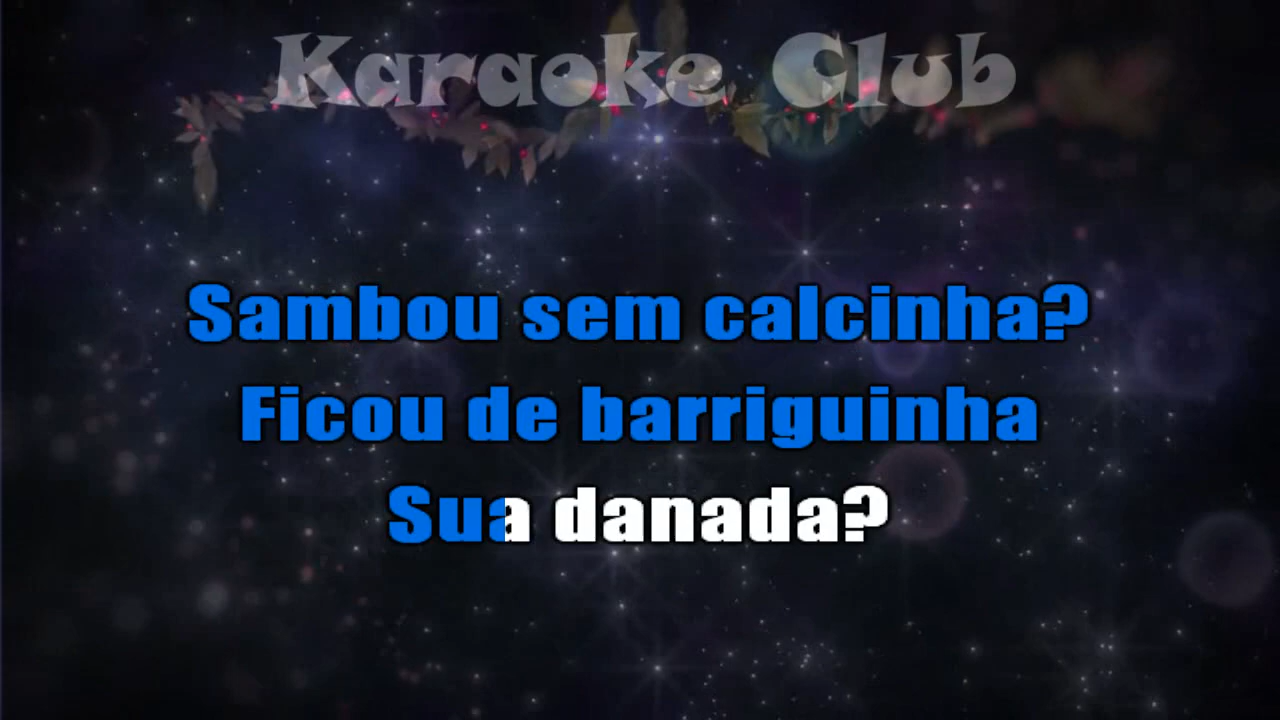 Karaoke Club
Sambou sem calcinha?
Ficou de barriguinha
Sua danada?